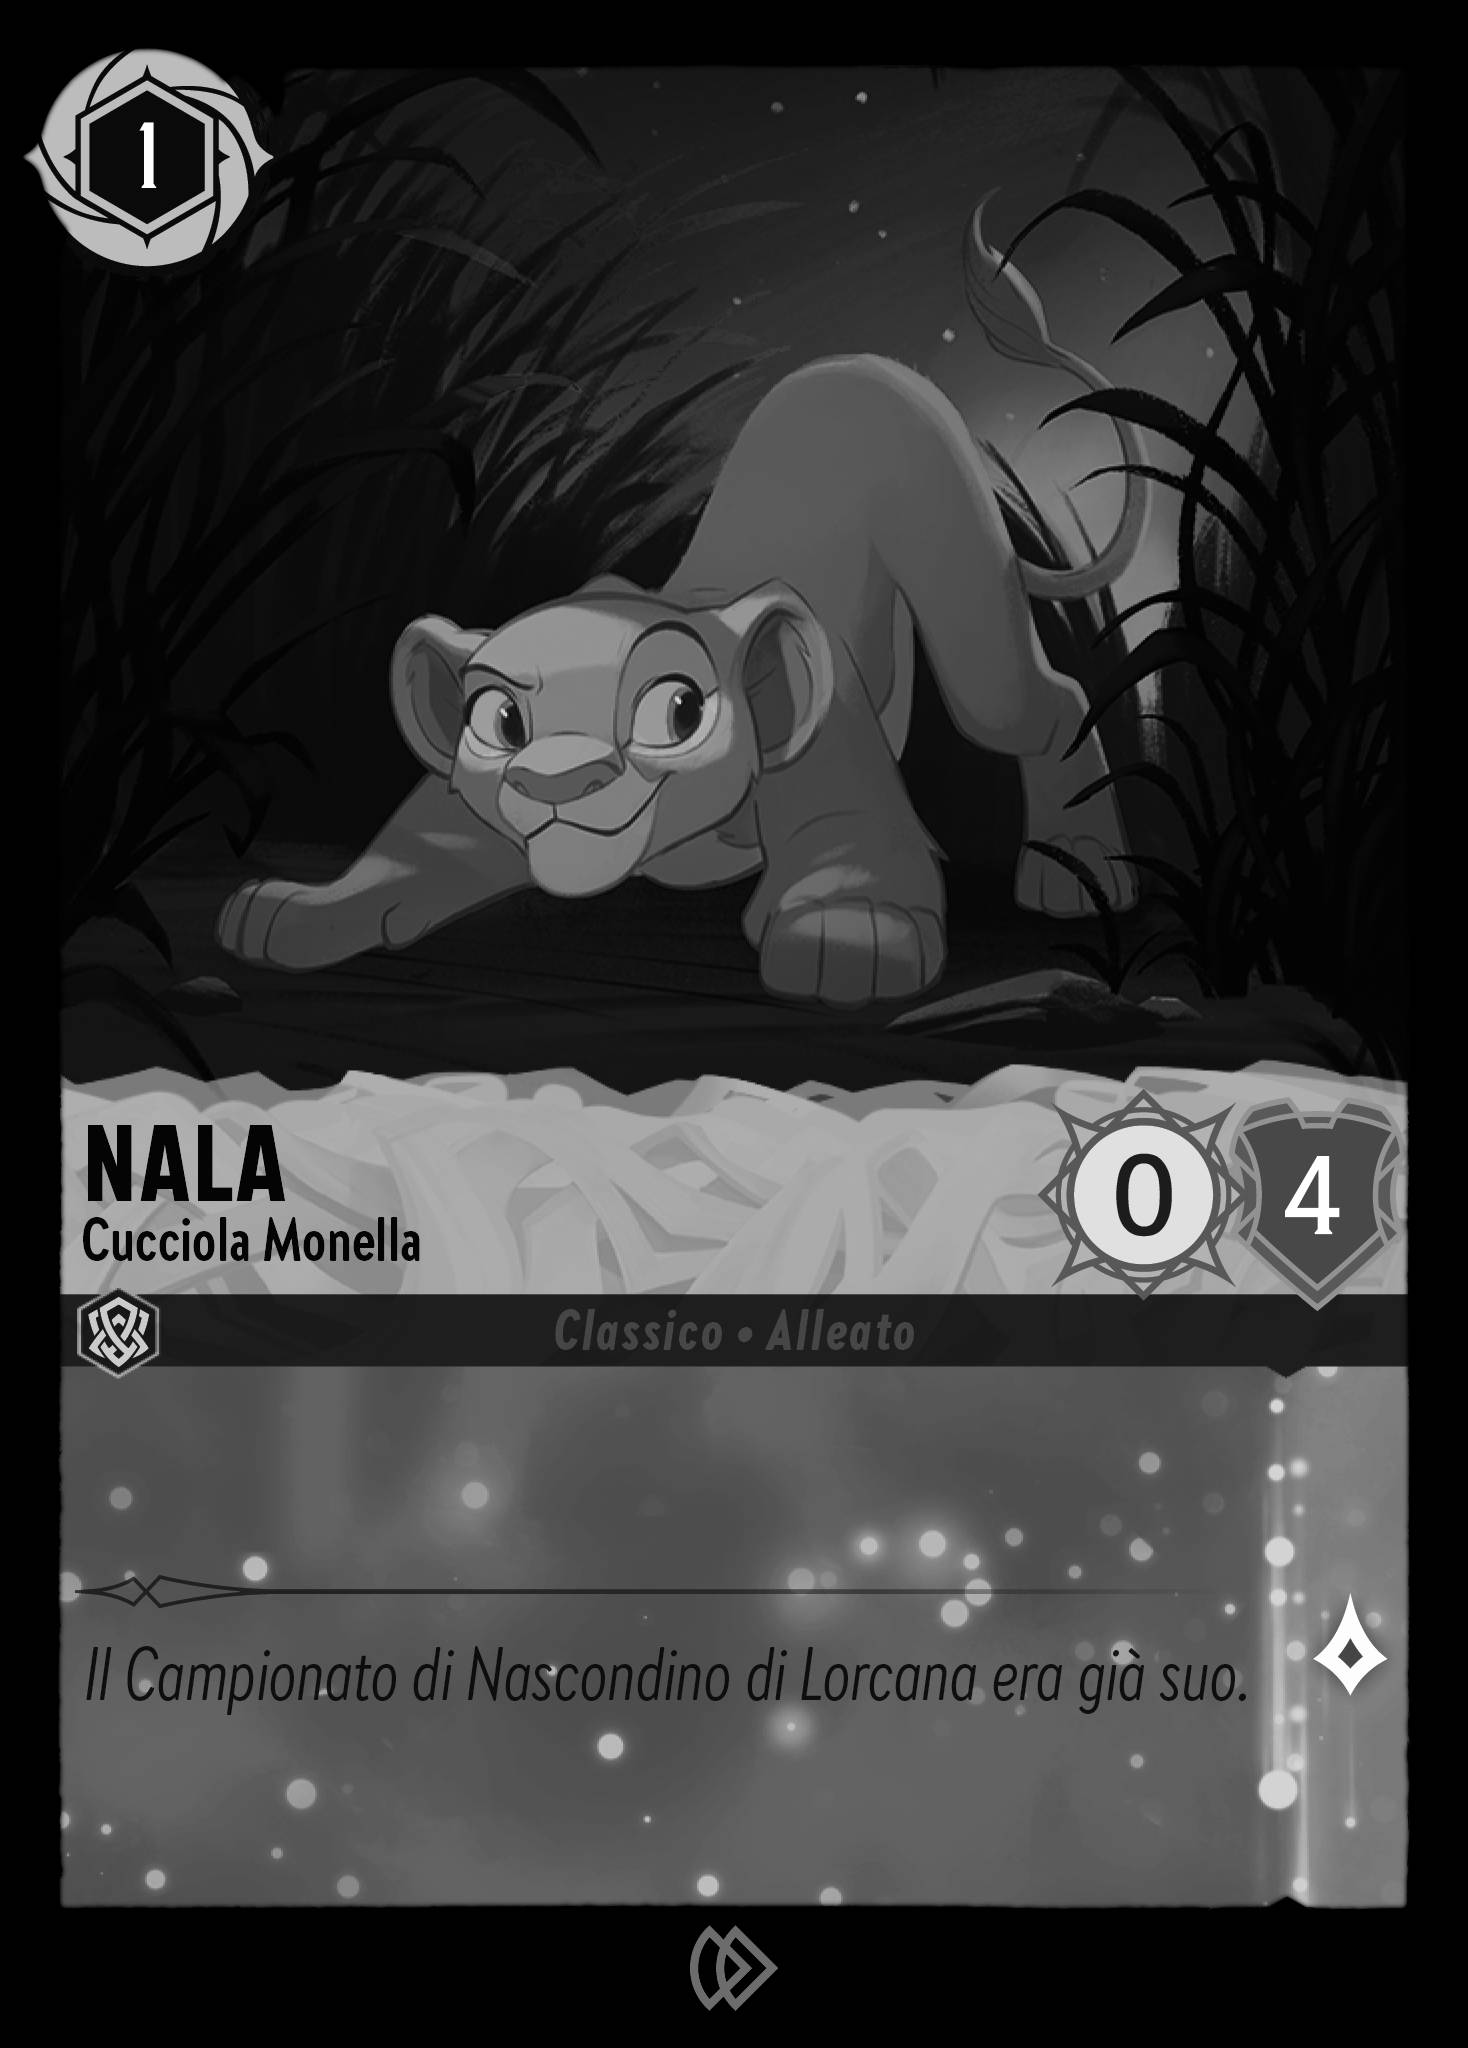 1
NALA
Cucciola Monella
0
4
Classico • Alleato
Il Campionato di Nascondino di Lorcana era già suo.